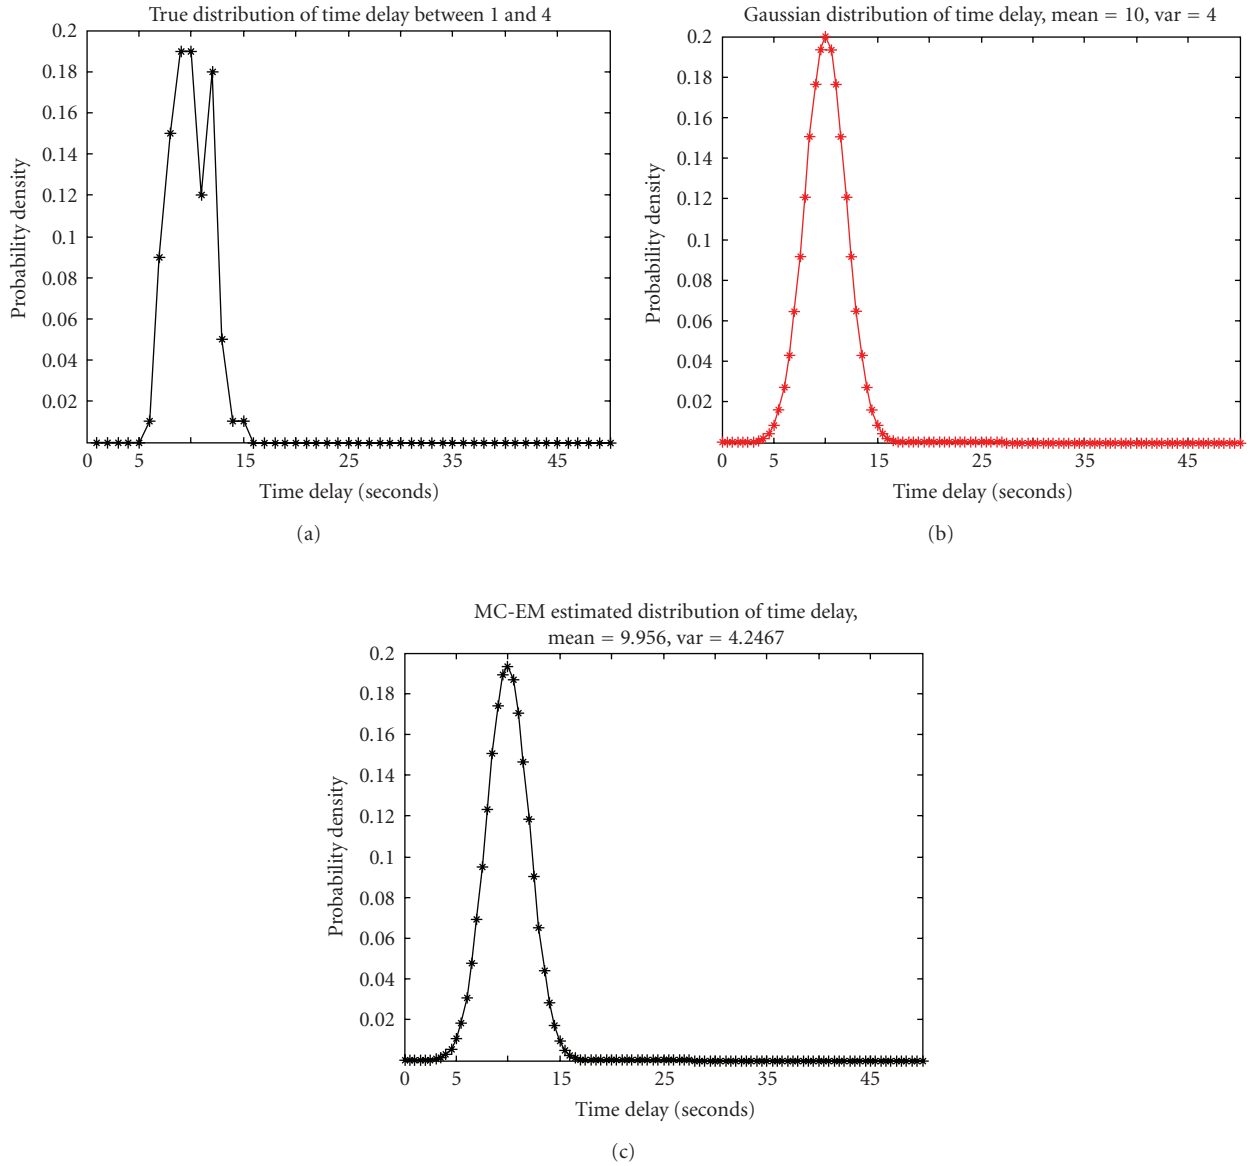 True distribution of time delay between 1 and 4
0.2
0.18
0.16
0.14
0.12
0.1
0.08
0.06
0.04
0.02
Probability density
0 5 15 25 35 45
Time delay (seconds)
(a)
Gaussian distribution of time delay, mean = 10, var = 4
0.2
0.18
0.16
0.14
0.12
0.1
0.08
0.06
0.04
0.02
Probability density
0 5 15 25 35 45
Time delay (seconds)
(b)
MC-EM estimated distribution of time delay,
mean = 9.956, var = 4.2467
0.2
0.18
0.16
0.14
0.12
0.1
0.08
0.06
0.04
0.02
Probability density
0 5 15 25 35 45
Time delay (seconds)
(c)